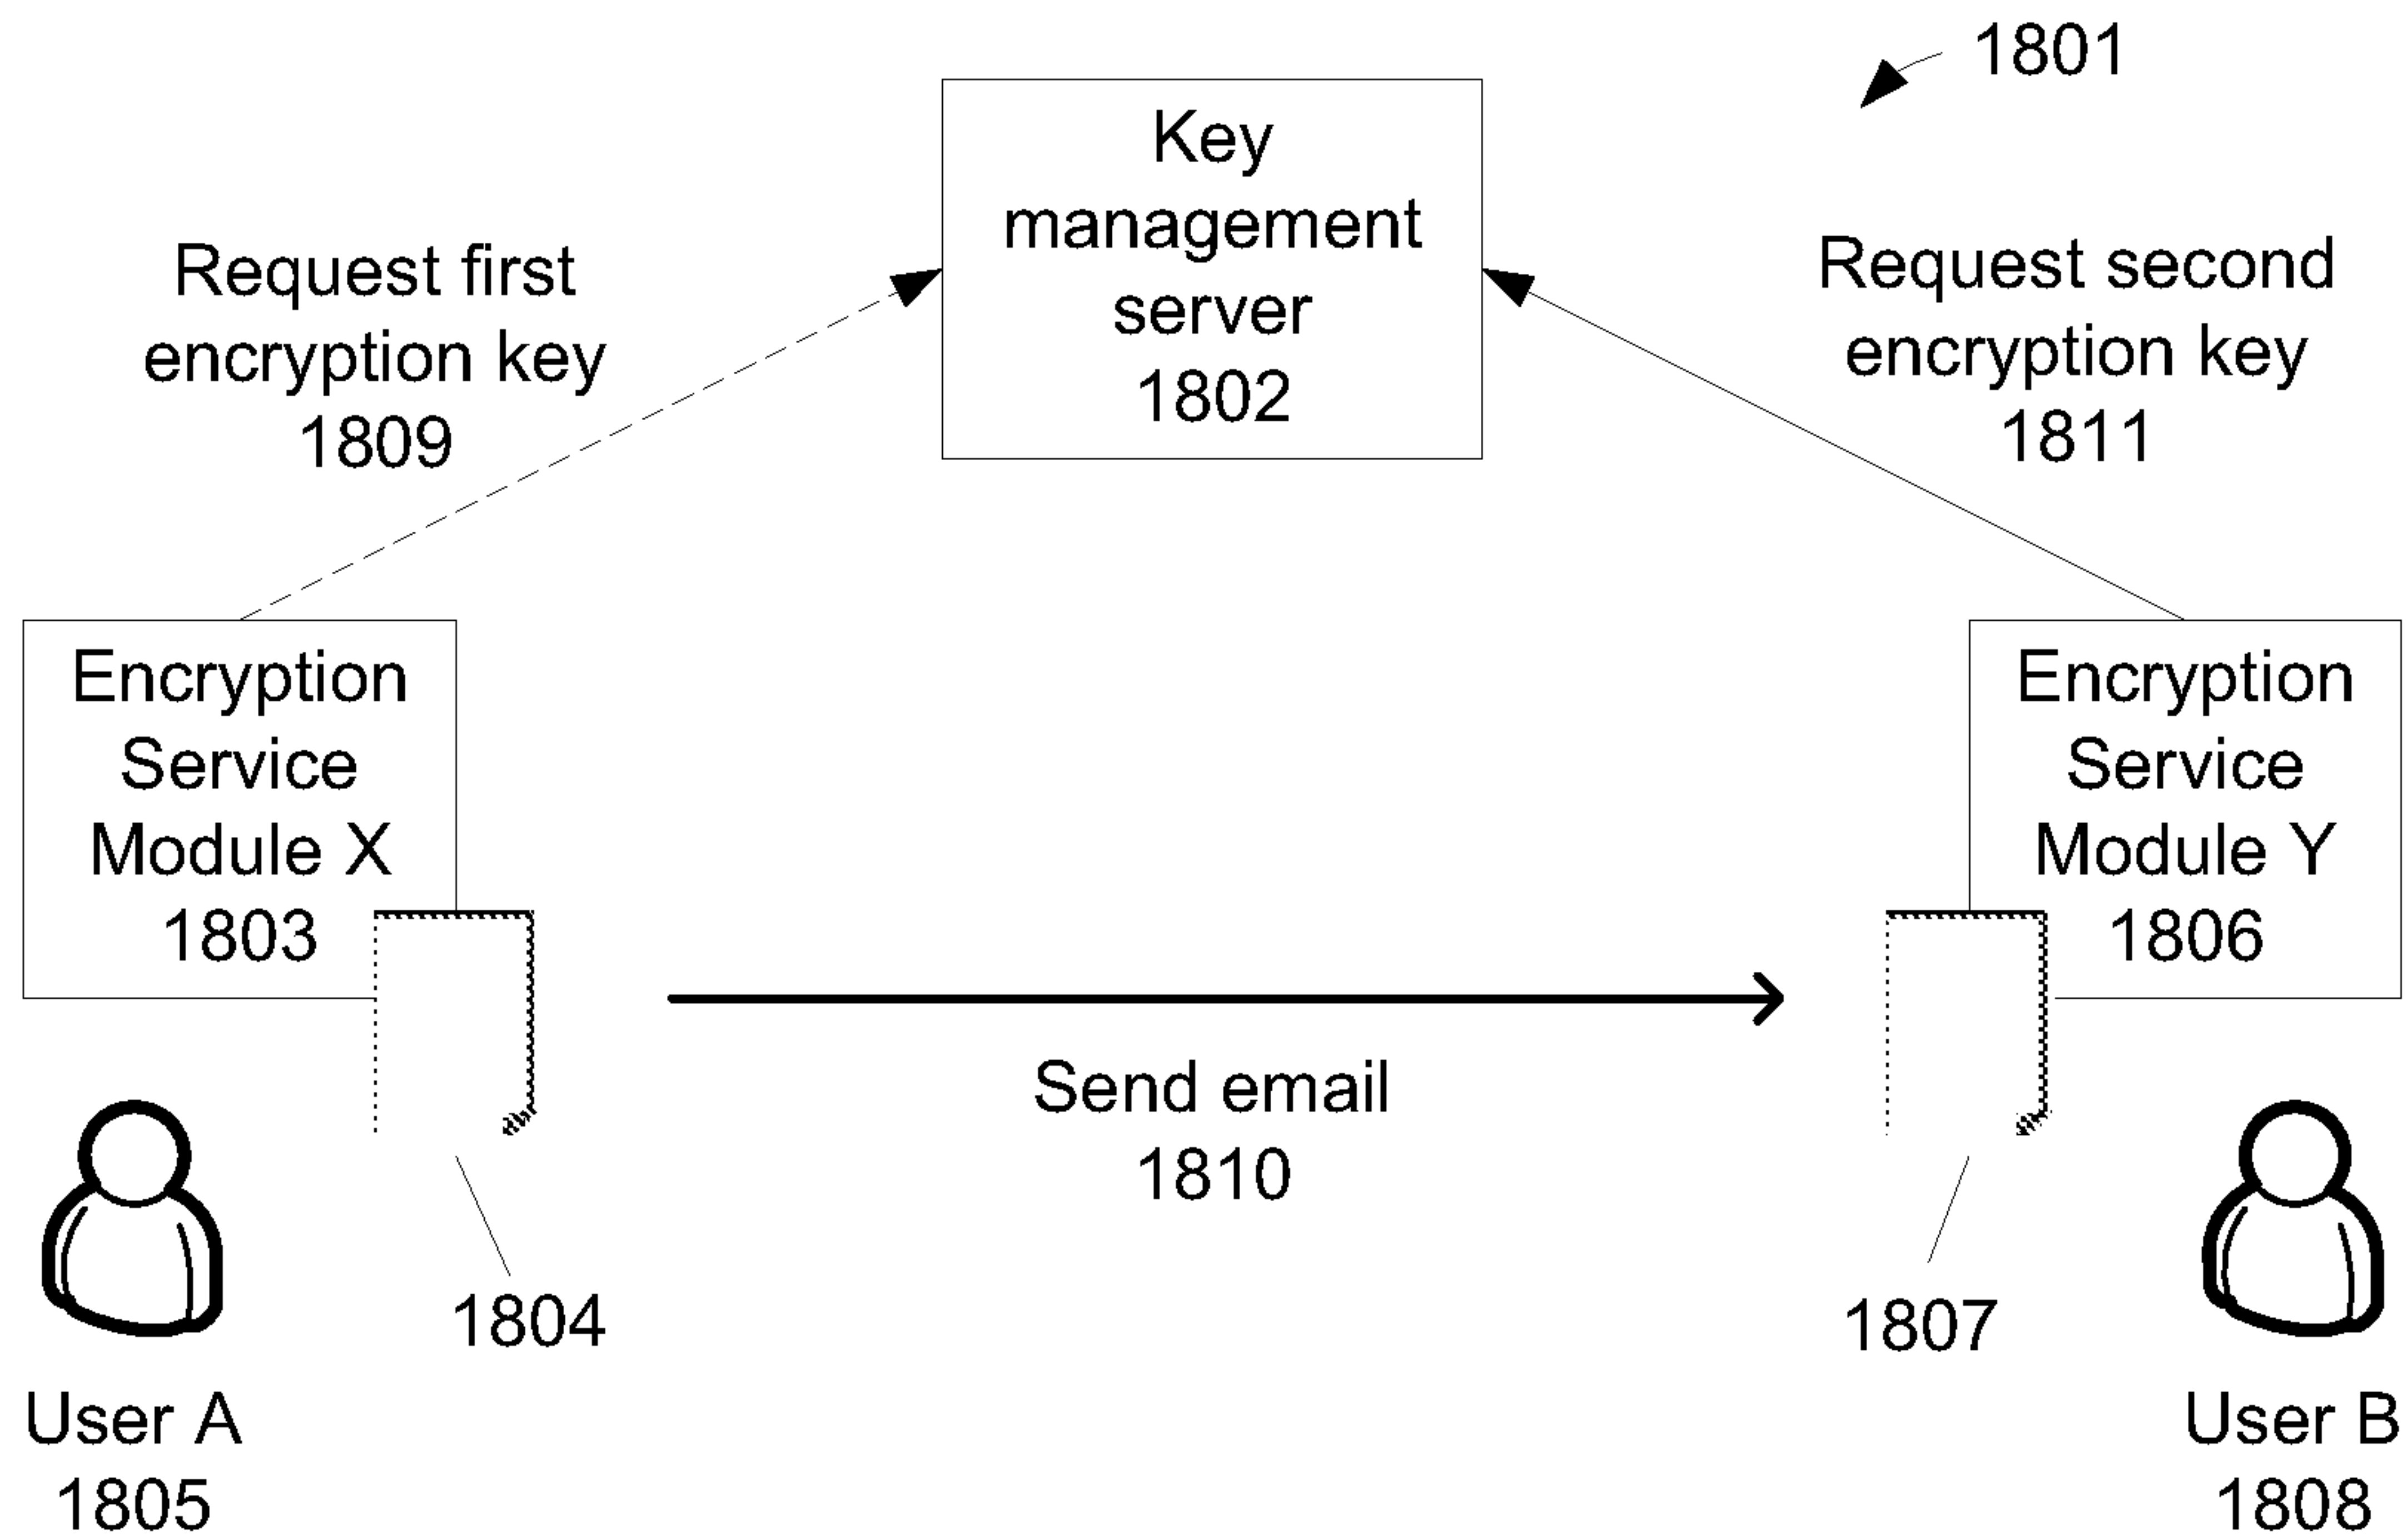 1801
Key
management
server
1802
Request first
encryption key
1809
Request second
encryption key
1811
Encryption
Service
Module X
1803
Encryption
Service
Module Y
1806
Send email
1810
1804
1807
User A
1805
User B
1808